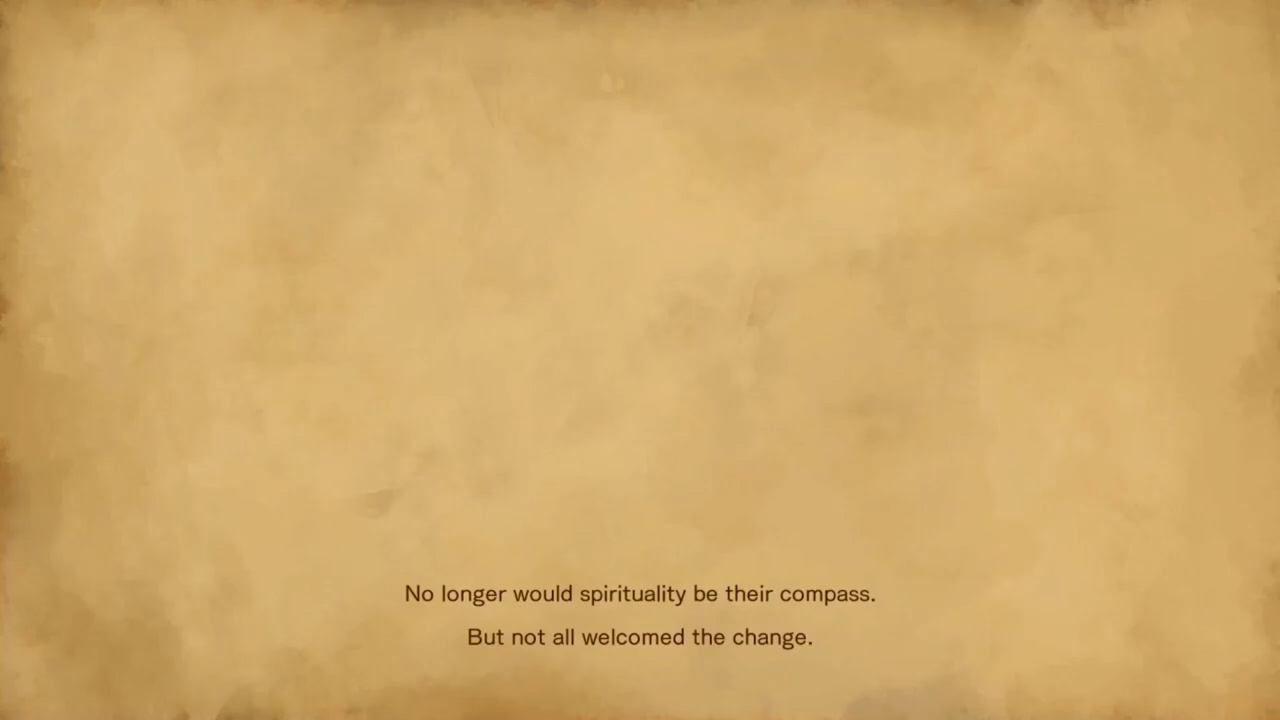 No longer would spirituality be their compass.
But not all welcomed the change.